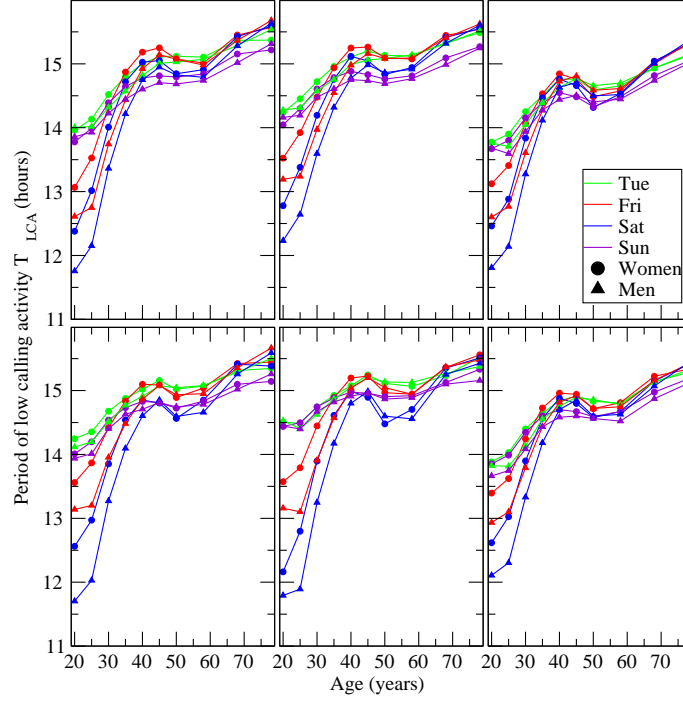 Period of low calling activity T LCA (hours)
15
14
13
12
11
Tue
Fri
Sat
Sun
Women
Men
15
14
13
12
11
20 30 40 50 60 70 20 30 40 50 60 70 20 30 40 50 60 70
Age (years)